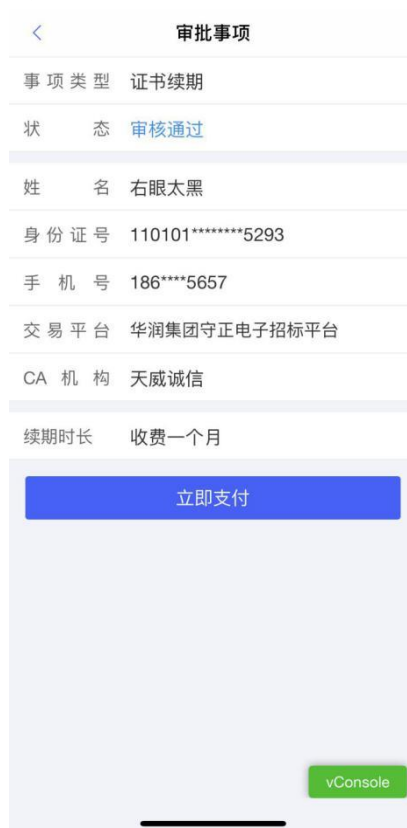 审批事项
事项类型 证书续期
状态 审核通过
姓名 右眼太黑
身份证号 110101********5293
手机号 186****5657
交易平台 华润集团守正电子招标平台
CA 机构 天威诚信
续期时长 收费一个月
立即支付
vConsole